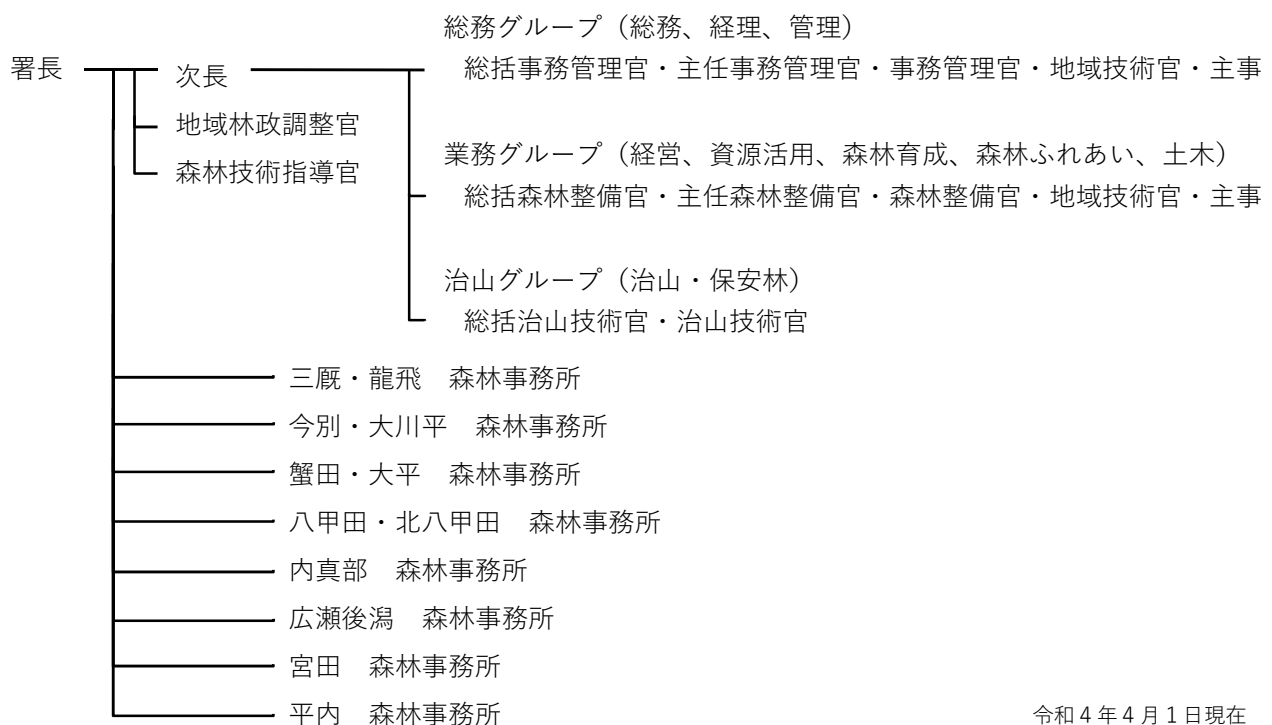 総務グループ（総務、経理、管理）
署長
次長
総括事務管理官・主任事務管理官・事務管理官・地域技術官・主事
地域林政調整官
業務グループ（経営、資源活用、森林育成、森林ふれあい、土木）
森林技術指導官
総括森林整備官・主任森林整備官・森林整備官・地域技術官・主事
治山グループ（治山・保安林）
総括治山技術官・治山技術官
三厩・龍飛　森林事務所
今別・大川平　森林事務所
蟹田・大平　森林事務所
八甲田・北八甲田　森林事務所
内真部　森林事務所
広瀬後潟　森林事務所
宮田　森林事務所
平内　森林事務所
令和４年４月１日現在